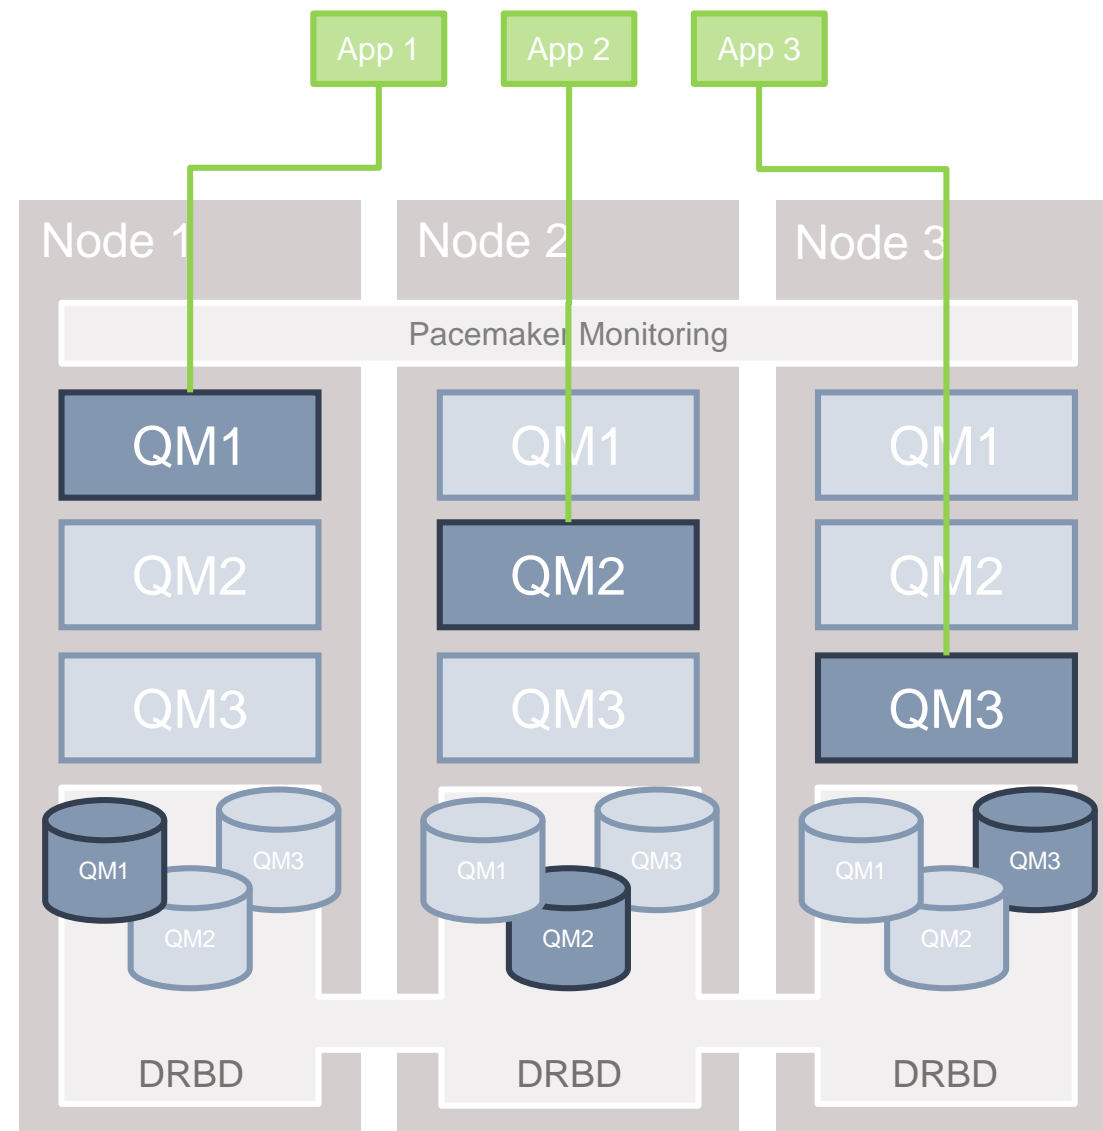 App 1
App 2
App 3
Node 1
Node 2
Node 3
Pacemaker Monitoring
QM1
QM1
QM1
QM2
QM2
QM2
QM3
QM3
QM3
QM1
QM3
QM2
QM1
QM3
QM2
QM1
QM3
QM2
DRBD
DRBD
DRBD